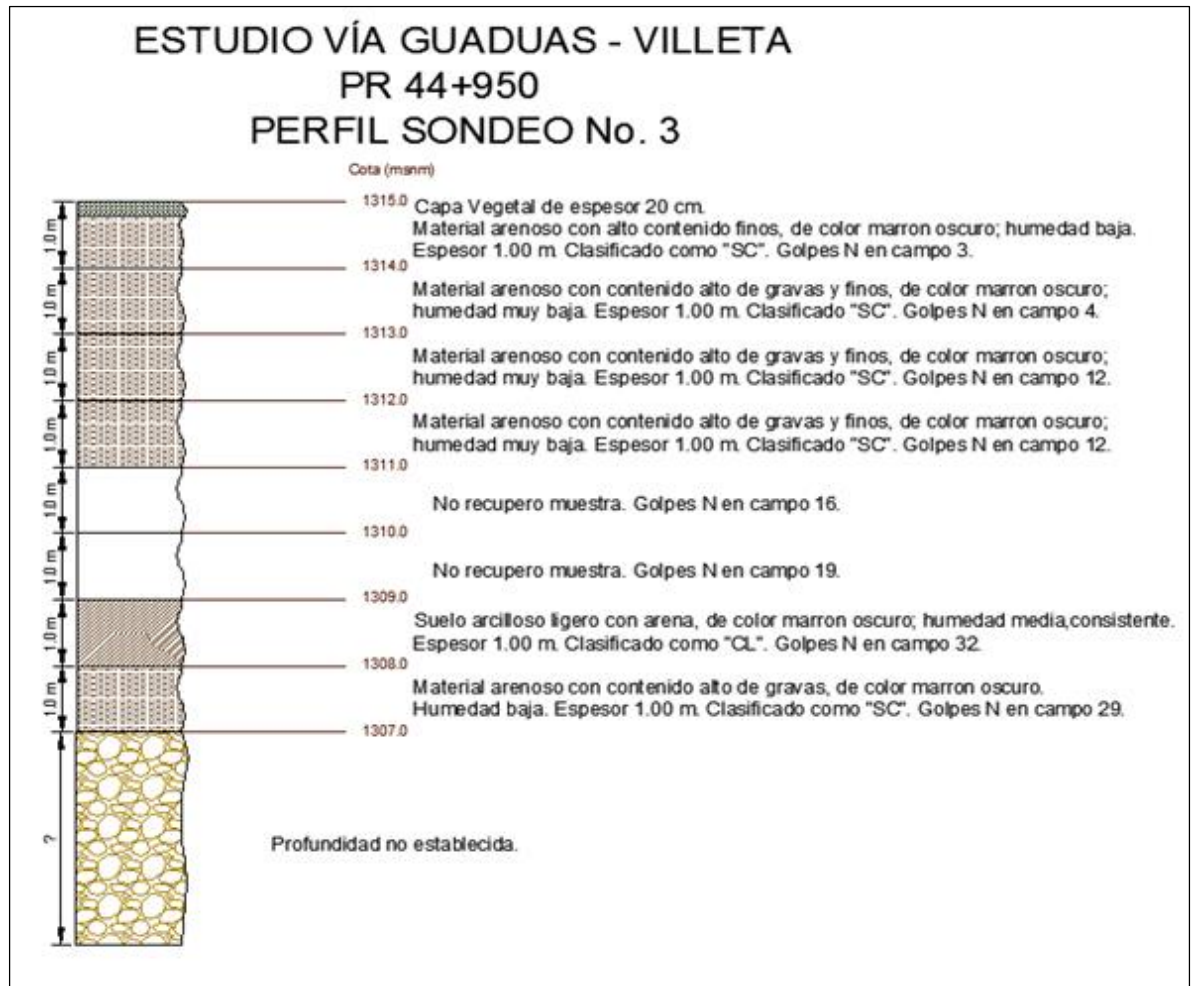 ESTUDIO VÍA GUADUAS - VILLETA
PR 44+950
PERFIL SONDEO No. 3
Cota (msnm)
1315.0
Capa Vegetal de espesor 20 cm.
Material arenoso con alto contenido finos, de color marron oscuro; humedad baja.
Espesor 1.00 m. Clasificado como "SC". Golpes N en campo 3.
1.0 m
1314.0
Material arenoso con contenido alto de gravas y finos, de color marron oscuro;
humedad muy baja. Espesor 1.00 m. Clasificado "SC". Golpes N en campo 4.
1.0 m
1313.0
Material arenoso con contenido alto de gravas y finos, de color marron oscuro;
humedad muy baja. Espesor 1.00 m. Clasificado "SC". Golpes N en campo 12.
1.0 m
1312.0
Material arenoso con contenido alto de gravas y finos, de color marron oscuro;
humedad muy baja. Espesor 1.00 m. Clasificado "SC". Golpes N en campo 12.
1.0 m
1311.0
No recupero muestra. Golpes N en campo 16.
1.0 m
1310.0
No recupero muestra. Golpes N en campo 19.
1.0 m
1309.0
Suelo arcilloso ligero con arena, de color marron oscuro; humedad media,consistente.
Espesor 1.00 m. Clasificado como "CL". Golpes N en campo 32.
1.0 m
1308.0
Material arenoso con contenido alto de gravas, de color marron oscuro.
Humedad baja. Espesor 1.00 m. Clasificado como "SC". Golpes N en campo 29.
1.0 m
1307.0
Profundidad no establecida.
?